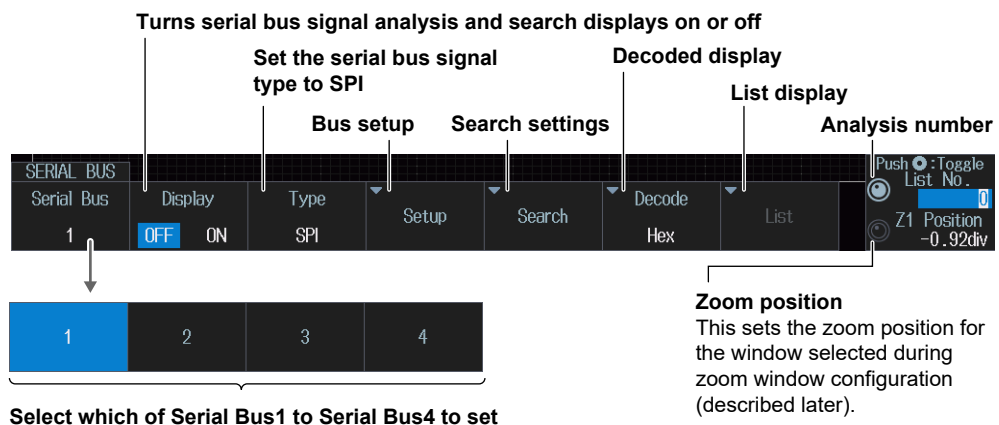 Turns serial bus signal analysis and search displays on or off
Set the serial bus signal
type to SPI
Decoded display
List display
Bus setup
Search settings
Analysis number
SERIAL BUS
Serial Bus
1
Display
OFF ON
Type
SPI
Setup
Search
Decode
Hex
List
Push :Toggle
List No.
0
Z1 Position
-0.92div
1 2 3 4
Select which of Serial Bus1 to Serial Bus4 to set
Zoom position
This sets the zoom position for
the window selected during
zoom window configuration
(described later).